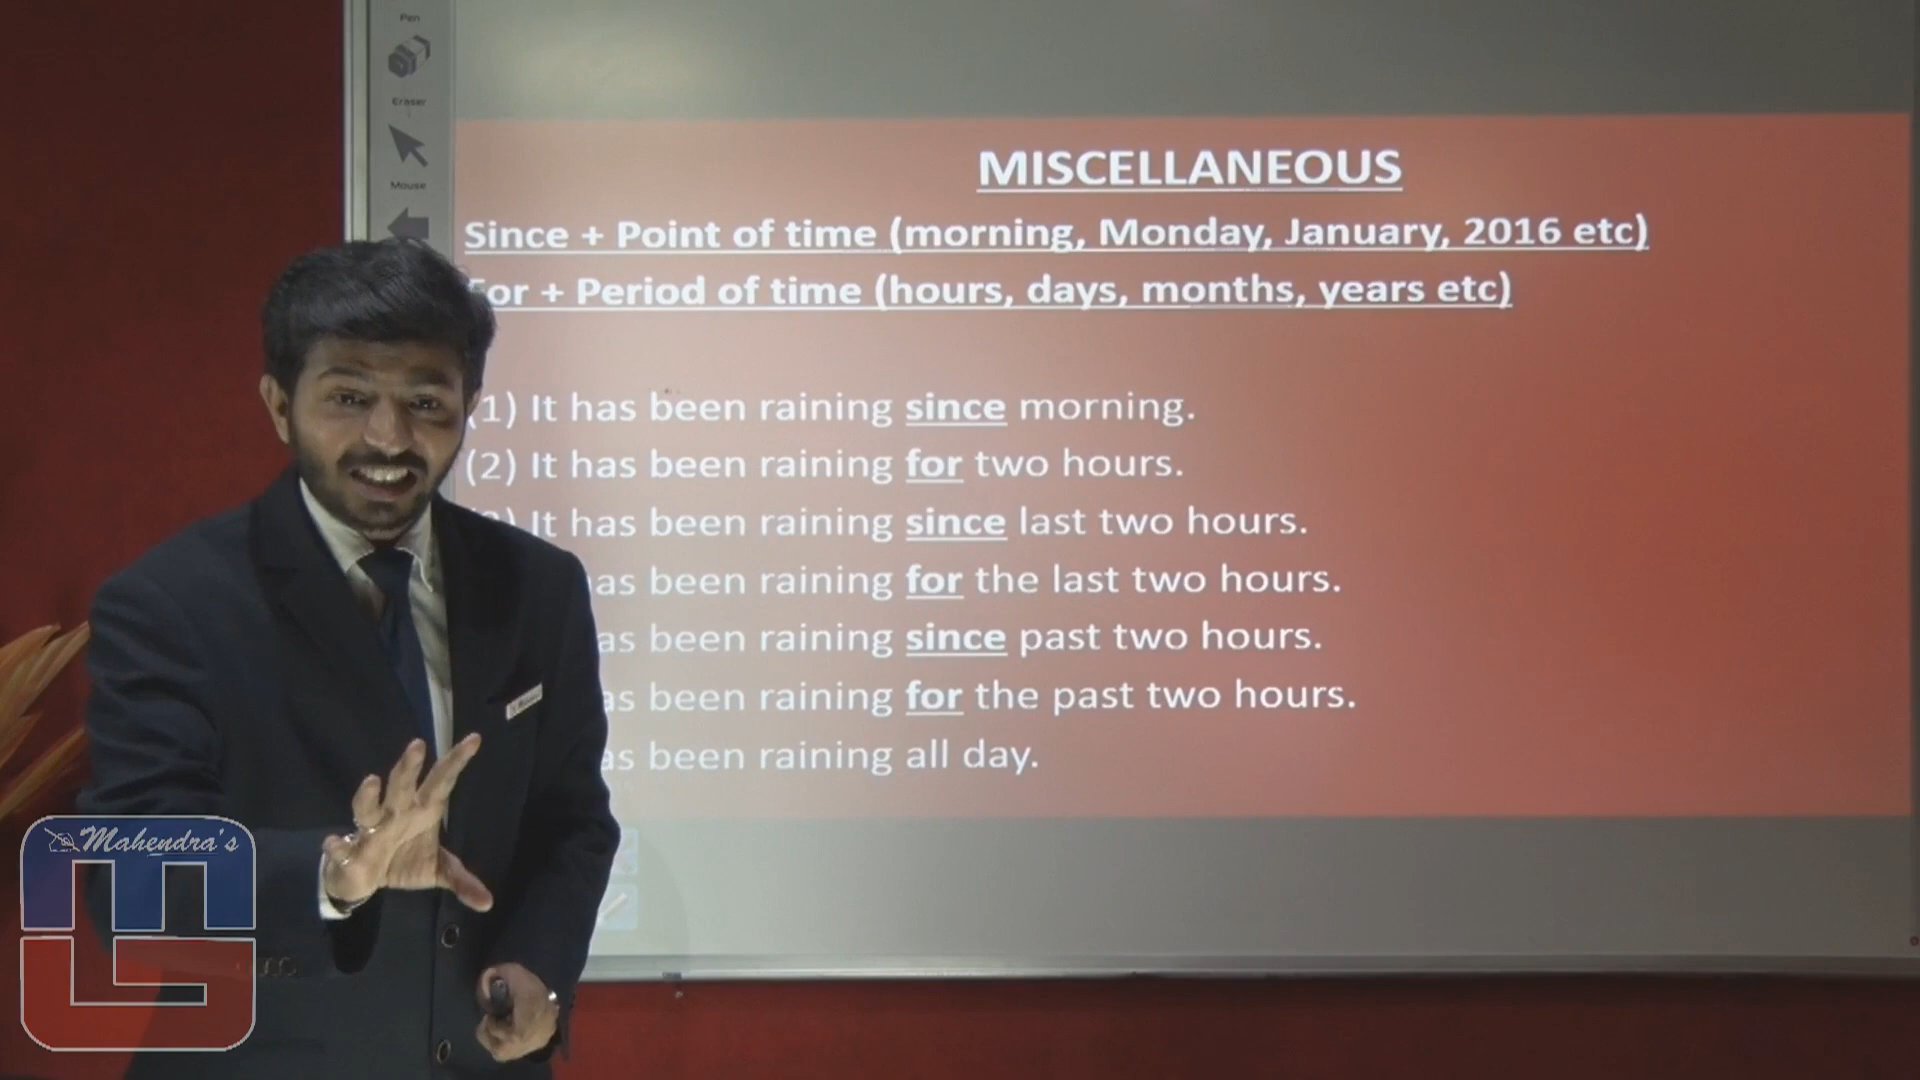 Pen
Eraser
Mouse
MISCELLANEOUS
Since + Point of time (morning, Monday, January, 2016 etc)
For + Period of time (hours, days, months, years etc)
(1) It has been raining since morning.
(2) It has been raining for two hours.
It has been raining since last two hours.
as been raining for the last two hours.
as been raining since past two hours.
as been raining for the past two hours.
as been raining all day.
Mahendra's